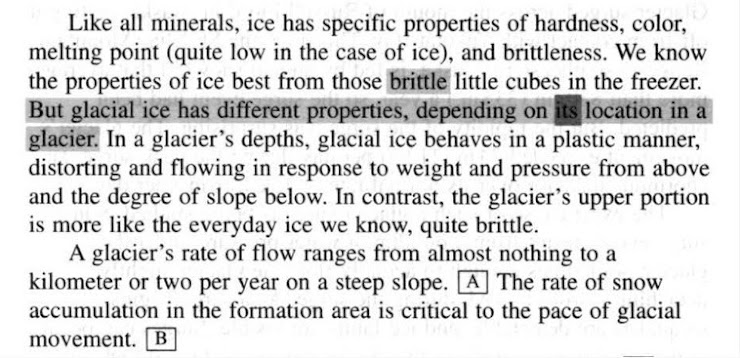 Like all minerals, ice has specific properties of hardness, color,
melting point (quite low in the case of ice), and brittleness. We know
the properties of ice best from those brittle little cubes in the freezer.
But glacial ice has different properties, depending on its location in a
glacier. In a glacier's depths, glacial ice behaves in a plastic manner,
distorting and flowing in response to weight and pressure from above
and the degree of slope below. In contrast, the glacier's upper portion
is more like the everyday ice we know, quite brittle.
A glacier's rate of flow ranges from almost nothing to a
kilometer or two per year on a steep slope. A The rate of snow
accumulation in the formation area is critical to the pace of glacial
movement. B